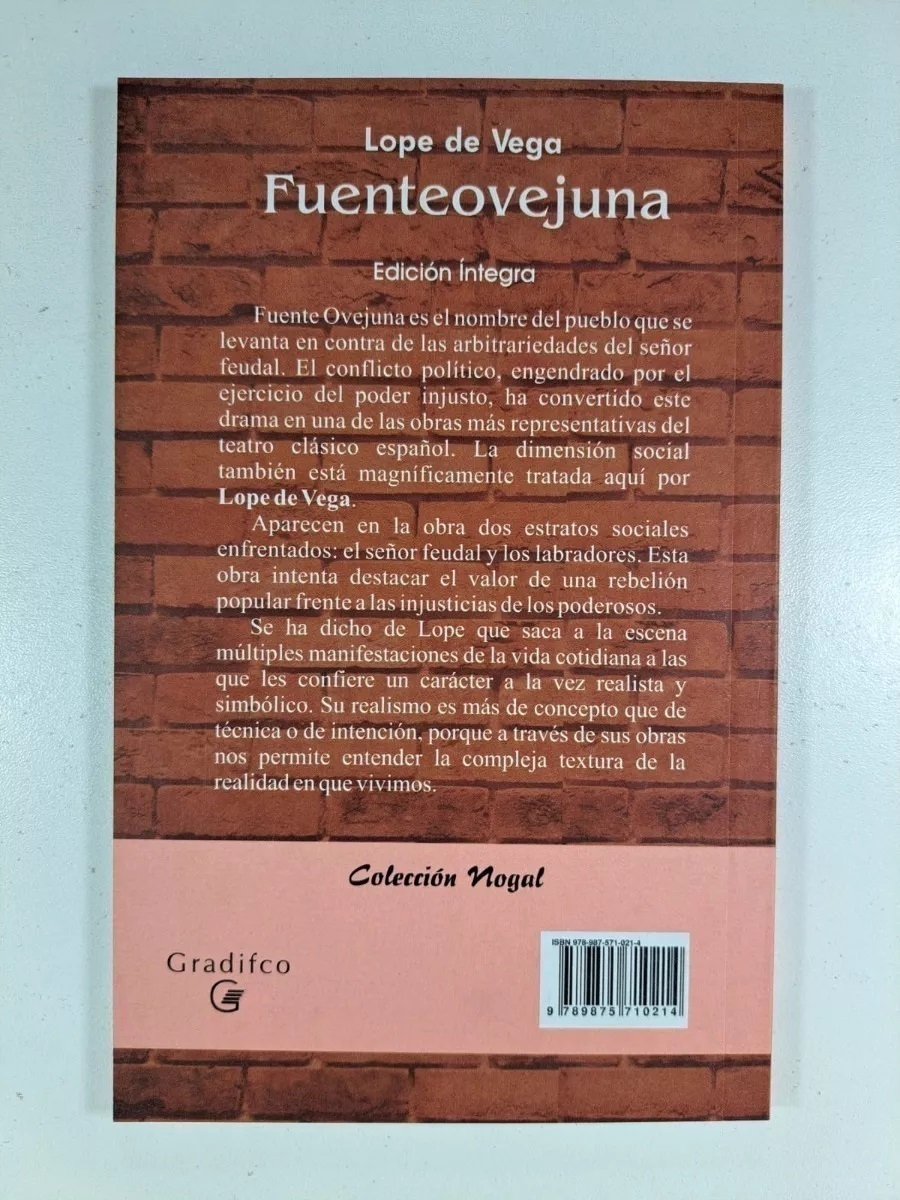 Lope de Vega
Fuenteovejuna
Edición Íntegra
Fuente Ovejuna es el nombre del pueblo que se
levanta en contra de las arbitrariedades del señor
feudal. El conflicto político, engendrado por el
ejercicio del poder injusto, ha convertido este
drama en una de las obras más representativas del
teatro clásico español. La dimensión social
también está magníficamente tratada aquí por
Lope de Vega.
Aparecen en la obra dos estratos sociales
enfrentados: el señor feudal y los labradores. Esta
obra intenta destacar el valor de una rebelión
popular frente a las injusticias de los poderosos.
Se ha dicho de Lope que saca a la escena
múltiples manifestaciones de la vida cotidiana a las
que les confiere un carácter a la vez realista y
simbólico. Su realismo es más de concepto que de
técnica o de intención, porque a través de sus obras
nos permite entender la compleja textura de la
realidad en que vivimos.
Colección Nogal
Gradifco
ISBN 978-987-571-021-4
9 789875 710214